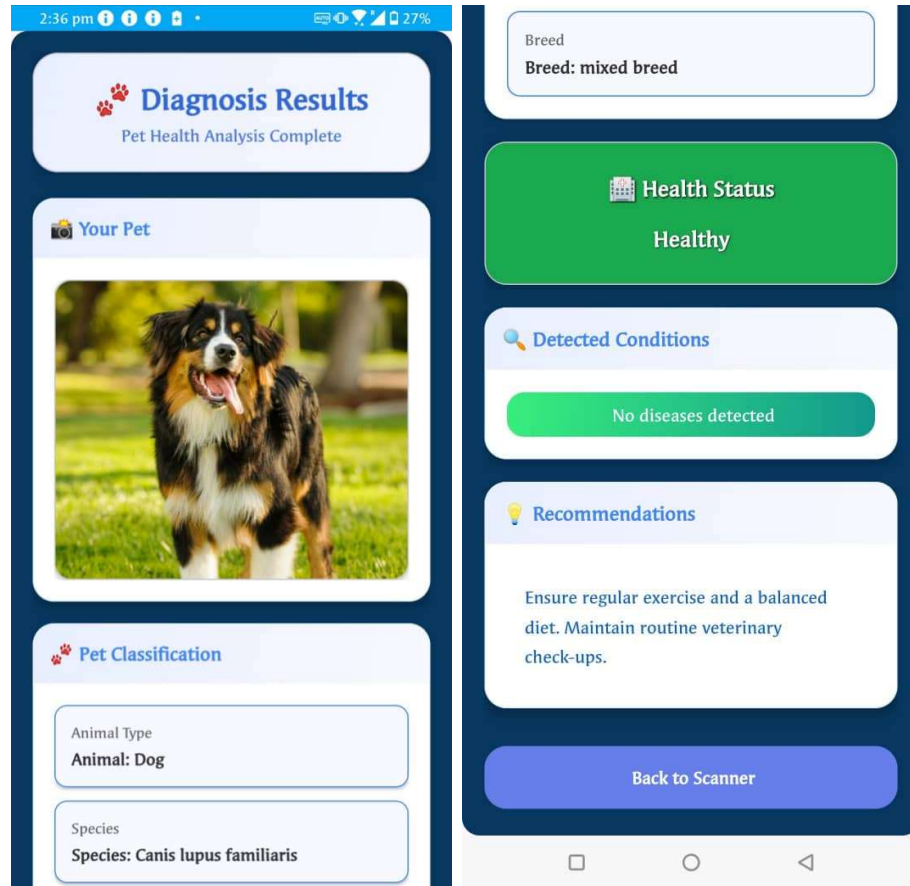 2:36 pm
27%
Diagnosis Results
Pet Health Analysis Complete
Your Pet
Pet Classification
Animal Type
Animal: Dog
Species
Species: Canis lupus familiaris
Breed
Breed: mixed breed
Health Status
Healthy
Detected Conditions
No diseases detected
Recommendations
Ensure regular exercise and a balanced
diet. Maintain routine veterinary
check-ups.
Back to Scanner